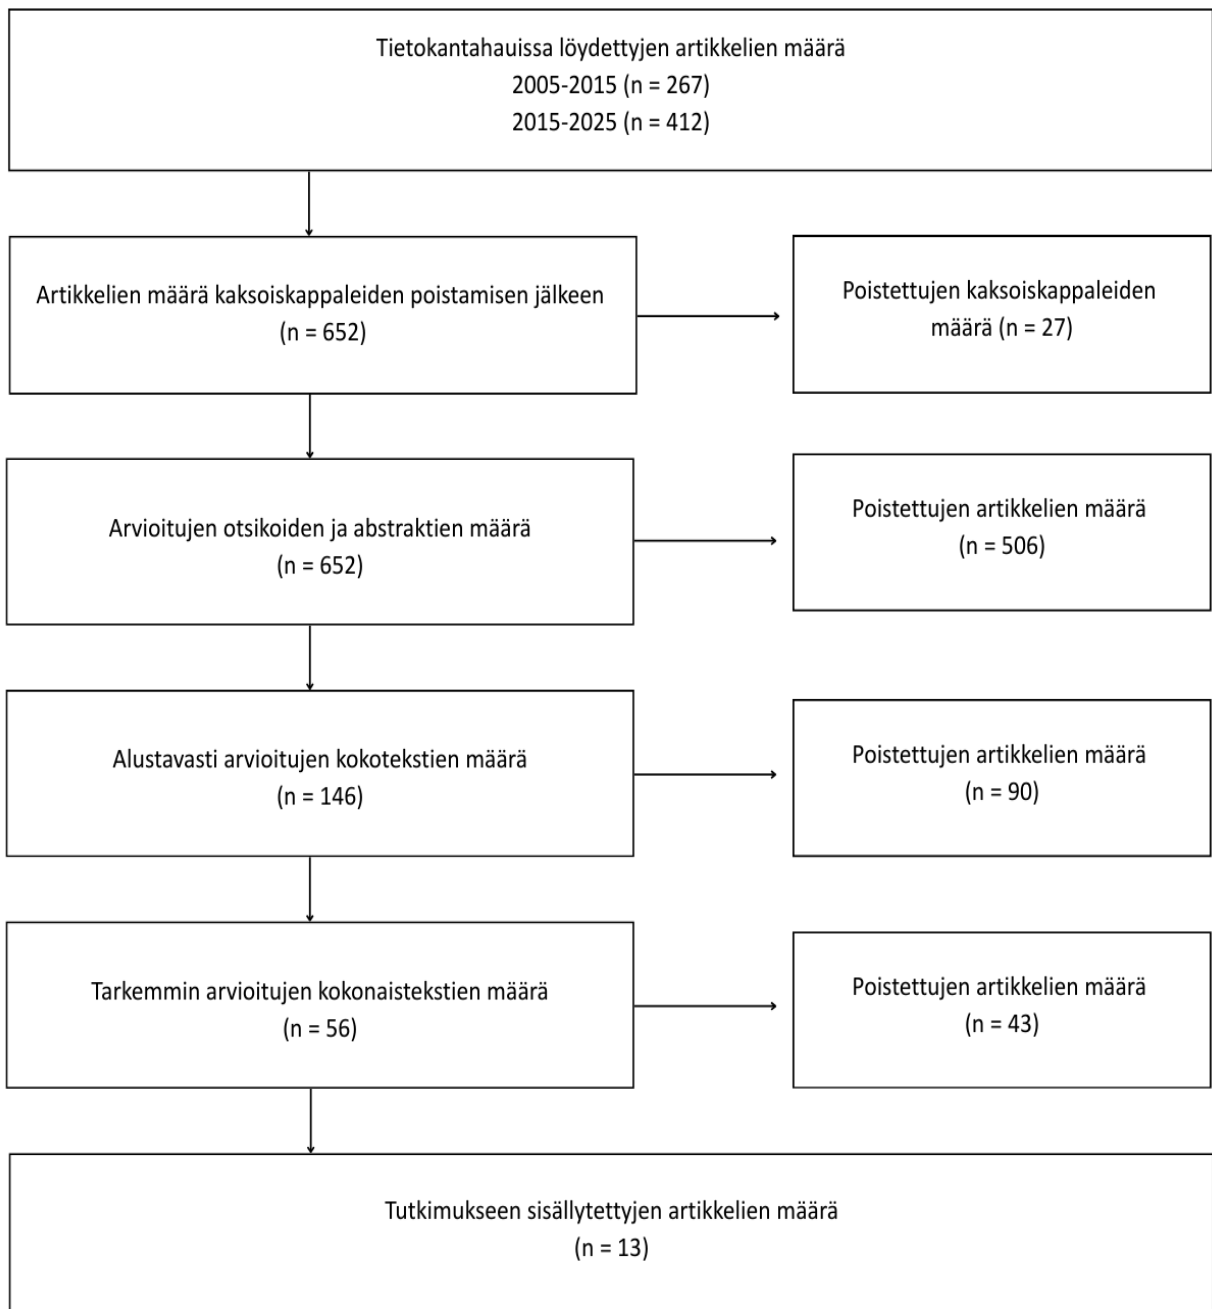 Tietokantahauissa löydettyjen artikkelien määrä
2005-2015 (n = 267)
2015-2025 (n = 412)
Artikkelien määrä kaksoiskappaleiden poistamisen jälkeen
(n = 652)
Poistettujen kaksoiskappaleiden
määrä (n = 27)
Arvioitujen otsikoiden ja abstraktien määrä
(n = 652)
Poistettujen artikkelien määrä
(n = 506)
Alustavasti arvioitujen kokotekstien määrä
(n = 146)
Poistettujen artikkelien määrä
(n = 90)
Tarkemmin arvioitujen kokonaistekstien määrä
(n = 56)
Poistettujen artikkelien määrä
(n = 43)
Tutkimukseen sisällytettyjen artikkelien määrä
(n = 13)